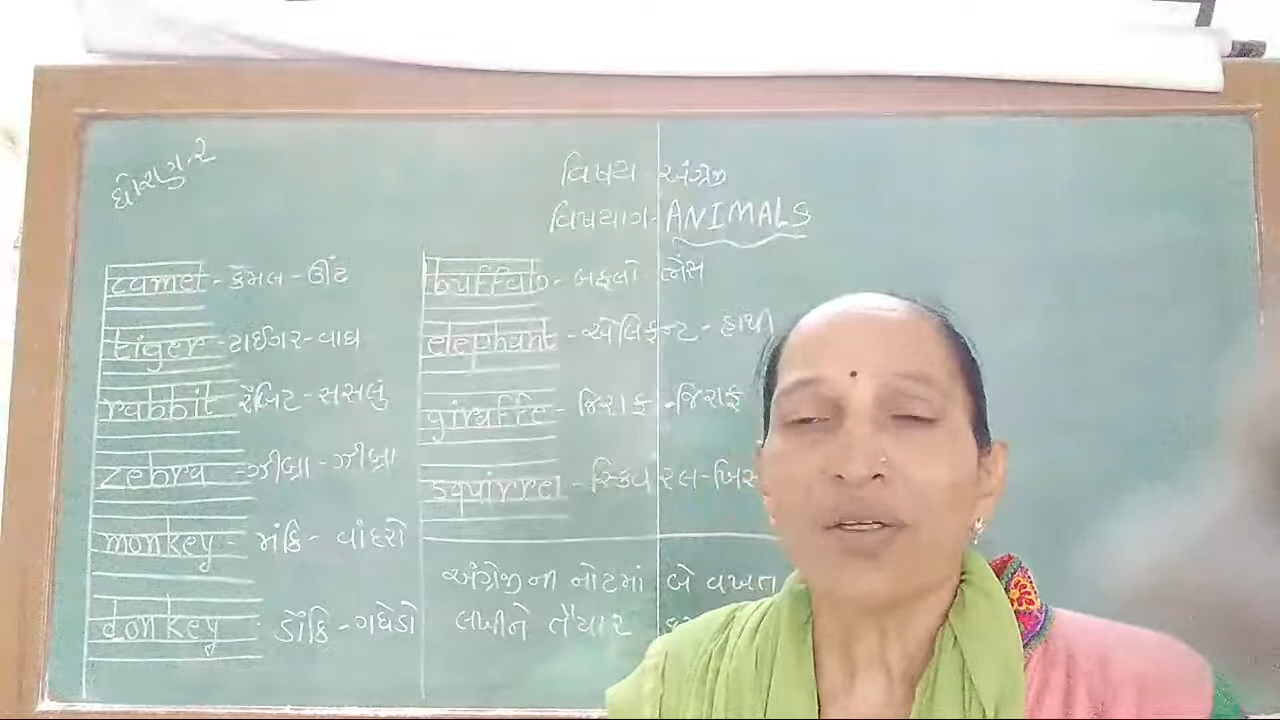 ધોરણ-૨
વિષય અંગ્રેજી
વિષયાંગ-ANIMALS
camel - કેમલ - ઊંટ
tiger - ટાઈગર - વાઘ
rabbit રેબિટ - સસલું
zebra - ઝીબ્રા - ઝીબ્રા
monkey - મંકિ - વાંદરો
donkey - ડોંકિ - ગધેડો
buffalo - બફલો ભેંસ
elephant - એલિફન્ટ - હાથી
giraffe - જિરાફ - જિરાફ
squirrel - સ્કિવરલ -
અંગ્રેજીની નોટમાં બે વખત
લખીને તૈયાર